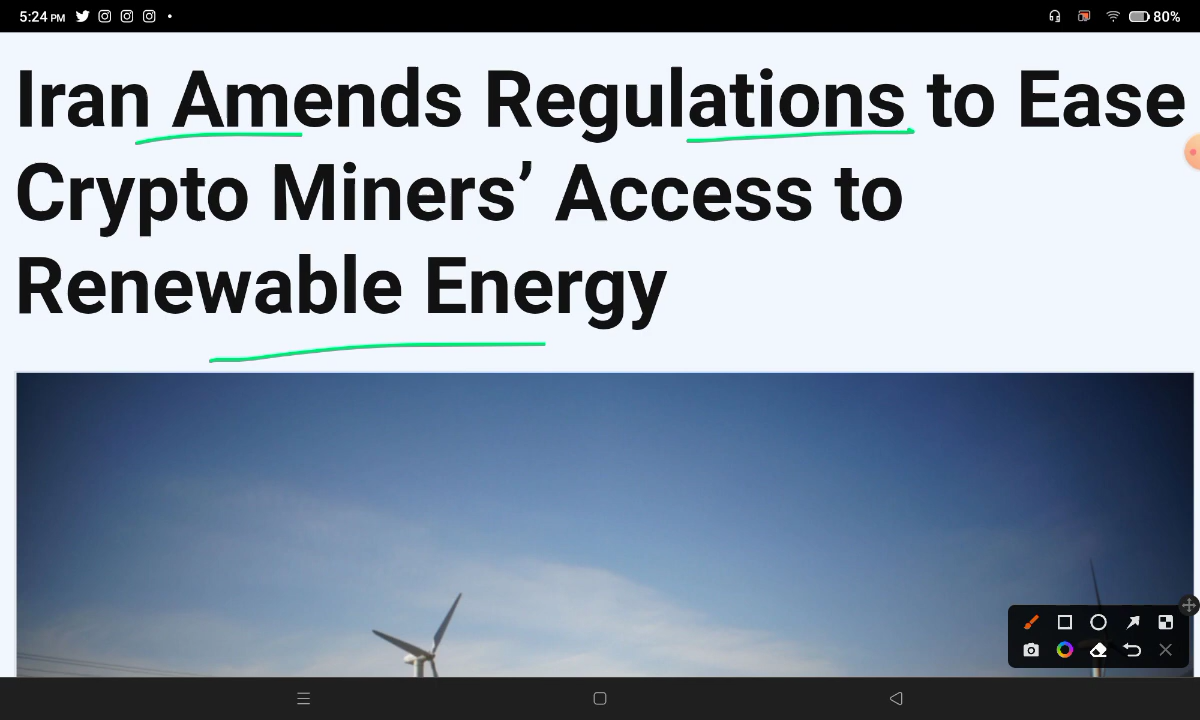 5:24 PM
80%
Iran Amends Regulations to Ease
Crypto Miners’ Access to
Renewable Energy